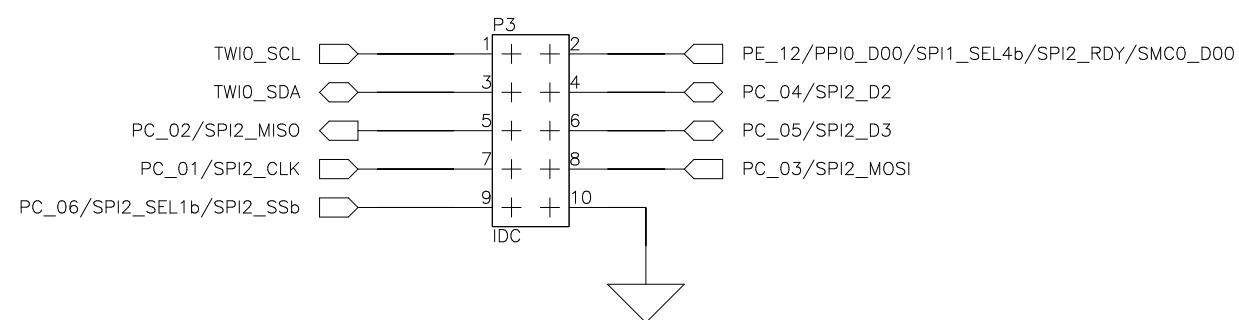 P3
TWI0_SCL 1 2 PE_12/PPI0_D00/SPI1_SEL4b/SPI2_RDY/SMC0_D00
TWI0_SDA 3 4 PC_04/SPI2_D2
PC_02/SPI2_MISO 5 6 PC_05/SPI2_D3
PC_01/SPI2_CLK 7 8 PC_03/SPI2_MOSI
PC_06/SPI2_SEL1b/SPI2_SSb 9 10
IDC